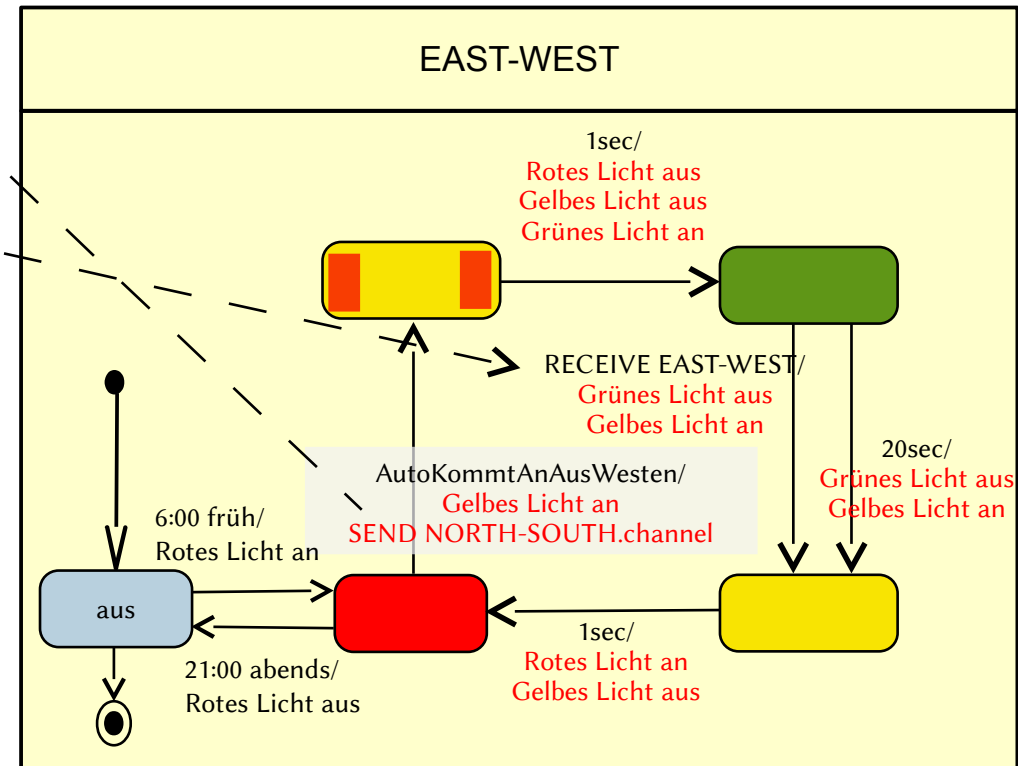 EAST-WEST
1sec/
Rotes Licht aus
Gelbes Licht aus
Grünes Licht an
RECEIVE EAST-WEST/
Grünes Licht aus
Gelbes Licht an
20sec/
Grünes Licht aus
Gelbes Licht an
AutoKommtAnAusWesten/
Gelbes Licht an
SEND NORTH-SOUTH.channel
6:00 früh/
Rotes Licht an
aus
21:00 abends/
Rotes Licht aus
1sec/
Rotes Licht an
Gelbes Licht aus